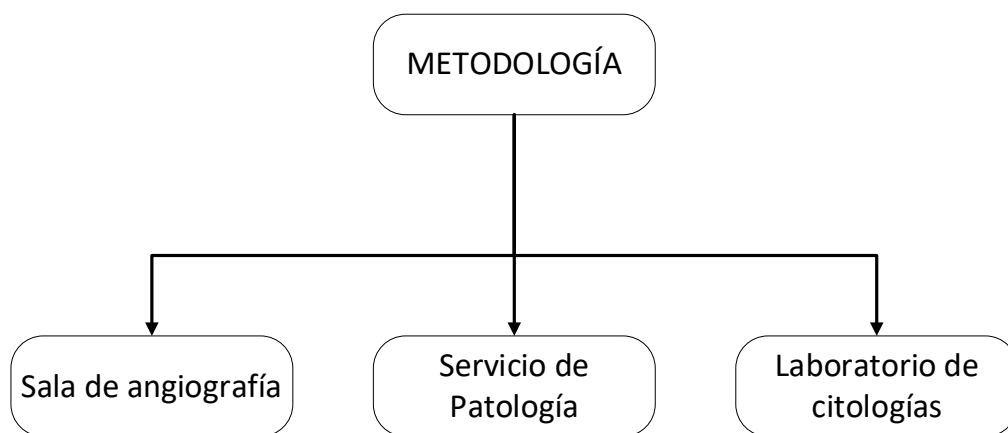 METODOLOGÍA
Sala de angiografía
Servicio de
Patología
Laboratorio de
citologías